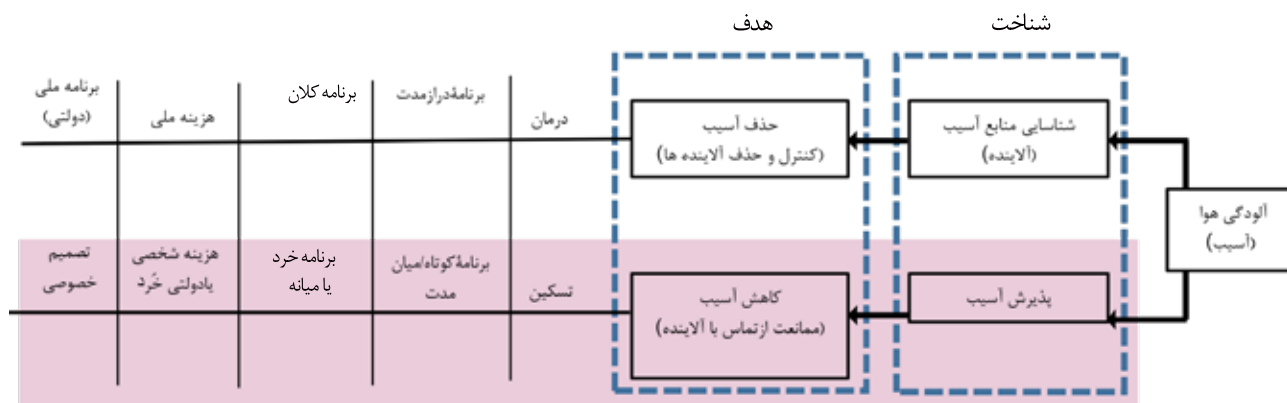 شناخت
هدف
آلودگی هوا
(آسیب)
شناسایی منابع آسیب
(آلاینده)
حذف آسیب
(کنترل و حذف آلاینده ها)
درمان
برنامهٔ‌درازمدت
برنامه کلان
هزینه ملی
برنامه ملی
(دولتی)
پذیرش آسیب
کاهش آسیب
(ممانعت ازتماس با آلاینده)
تسکین
برنامهٔ کوتاه/میان
مدت
برنامه خرد
یا میانه
هزینه شخصی
یادولتی خًرد
تصمیم
خصوصی